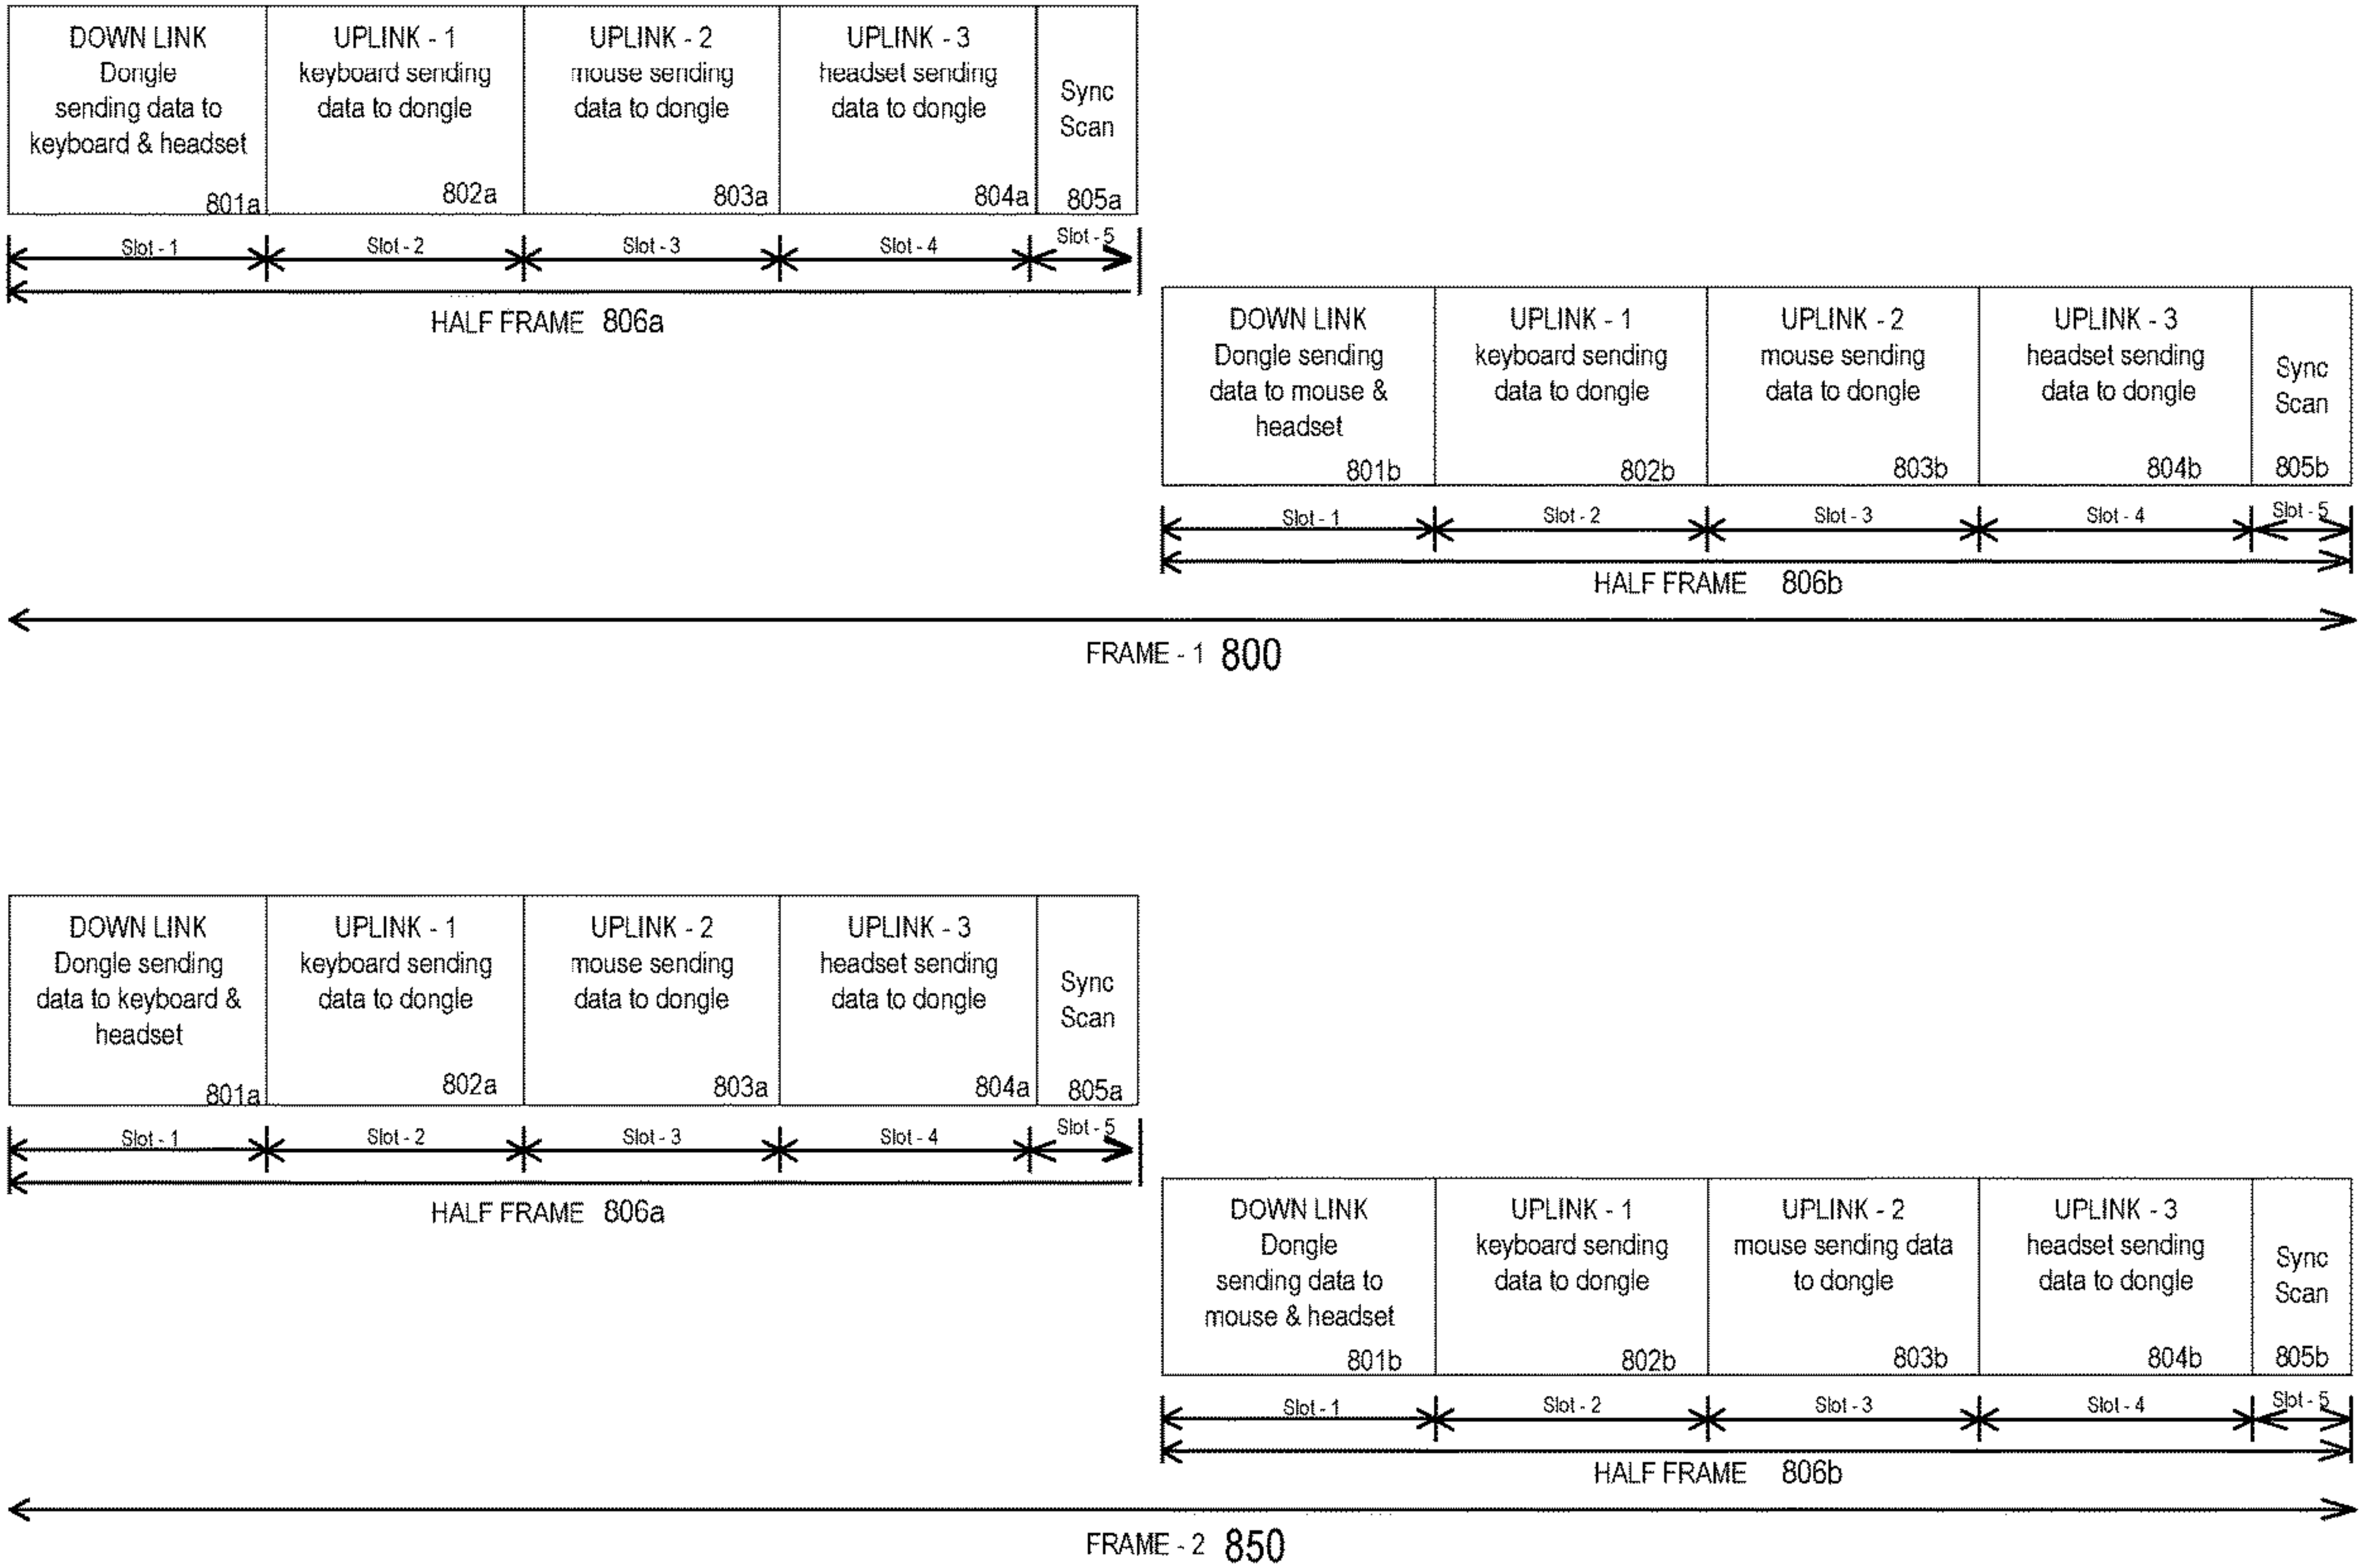 DOWN LINK
Dongle
sending data to
keyboard & headset
801a
UPLINK - 1
keyboard sending
data to dongle
802a
UPLINK - 2
mouse sending
data to dongle
803a
UPLINK - 3
headset sending
data to dongle
804a
Sync
Scan
805a
Slot - 1
Slot - 2
Slot - 3
Slot - 4
Slot - 5
HALF FRAME 806a
DOWN LINK
Dongle sending
data to mouse &
headset
801b
UPLINK - 1
keyboard sending
data to dongle
802b
UPLINK - 2
mouse sending
data to dongle
803b
UPLINK - 3
headset sending
data to dongle
804b
Sync
Scan
805b
Slot - 1
Slot - 2
Slot - 3
Slot - 4
Slot - 5
HALF FRAME 806b
FRAME - 1 800
DOWN LINK
Dongle sending
data to keyboard &
headset
801a
UPLINK - 1
keyboard sending
data to dongle
802a
UPLINK - 2
mouse sending
data to dongle
803a
UPLINK - 3
headset sending
data to dongle
804a
Sync
Scan
805a
Slot - 1
Slot - 2
Slot - 3
Slot - 4
Slot - 5
HALF FRAME 806a
DOWN LINK
Dongle
sending data to
mouse & headset
801b
UPLINK - 1
keyboard sending
data to dongle
802b
UPLINK - 2
mouse sending data
to dongle
803b
UPLINK - 3
headset sending
data to dongle
804b
Sync
Scan
805b
Slot - 1
Slot - 2
Slot - 3
Slot - 4
Slot - 5
HALF FRAME 806b
FRAME - 2 850